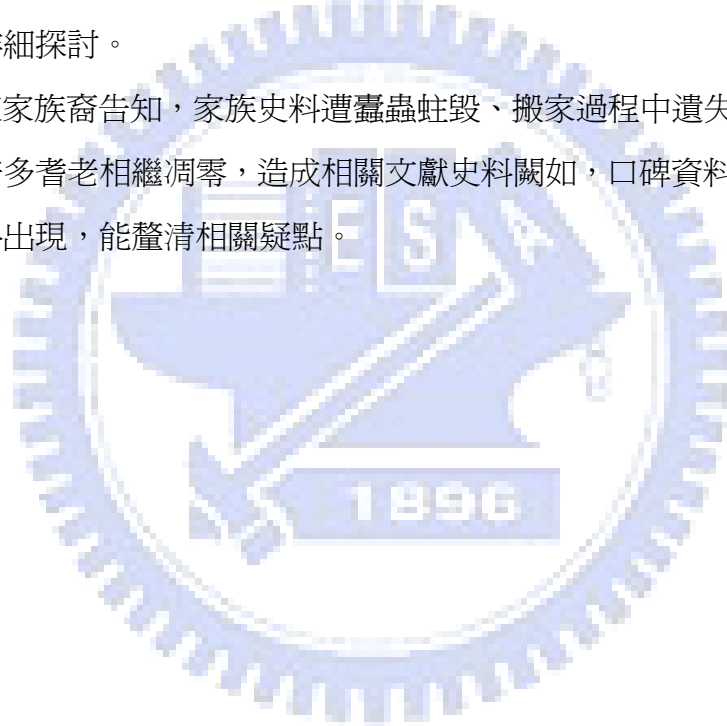 細探討。
家族裔告知，家族史料遭蠹蟲蛀毀、搬家過程中遺失
多耆老相繼凋零，造成相關文獻史料闕如，口碑資料
出現，能釐清相關疑點。
E S A
1896